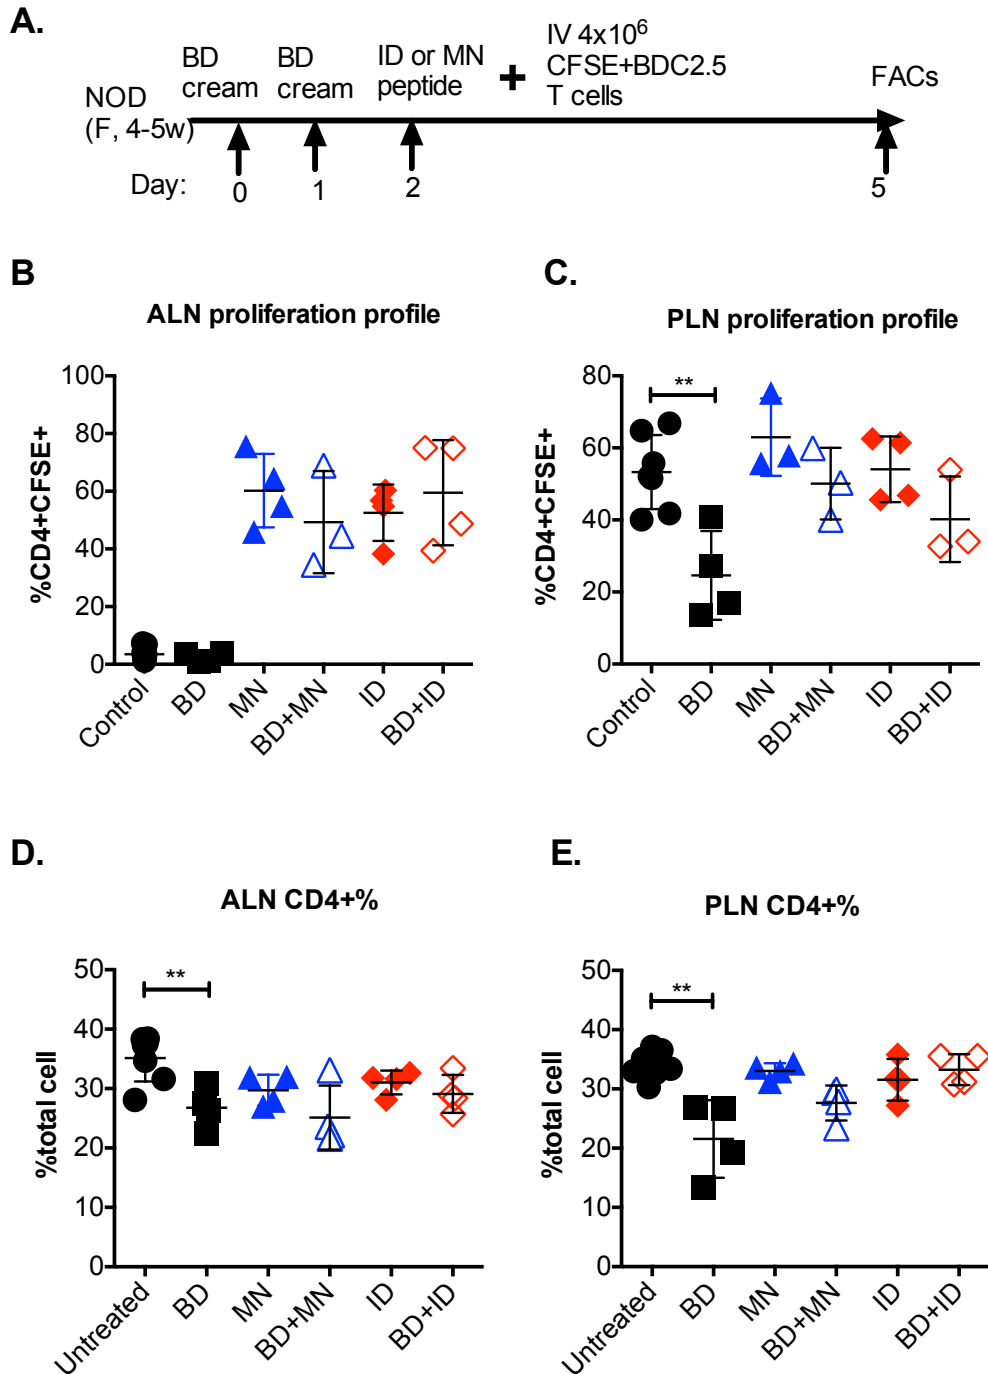 A.
BD
cream
BD
cream
ID or MN
peptide
+
IV 4x10⁶
CFSE+BDC2.5
T cells
FACs
NOD
(F, 4-5w)
Day:
0
1
2
5
B
ALN proliferation profile
%CD4+CFSE+
100
80
60
40
20
0
Control
BD
MN
BD+MN
ID
BD+ID
C.
PLN proliferation profile
%CD4+CFSE+
80
60
40
20
0
**
Control
BD
MN
BD+MN
ID
BD+ID
D.
ALN CD4+%
%total cell
50
40
30
20
10
0
**
Untreated
BD
MN
BD+MN
ID
BD+ID
E.
PLN CD4+%
%total cell
50
40
30
20
10
0
**
Untreated
BD
MN
BD+MN
ID
BD+ID